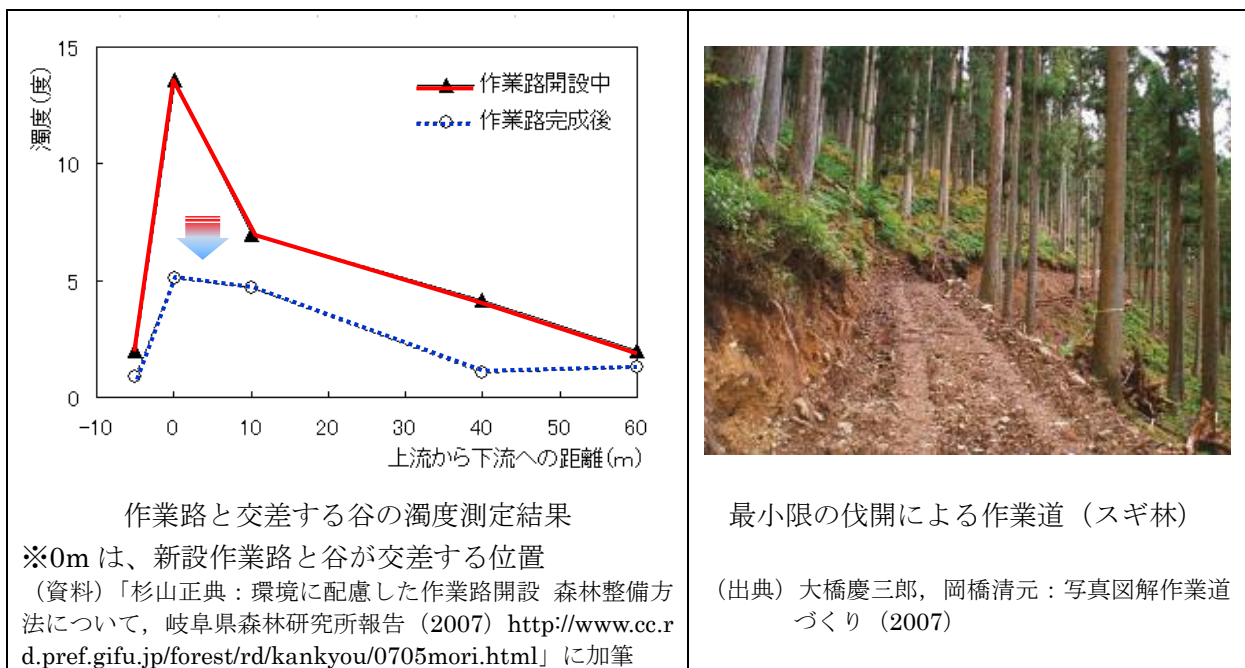 15
10
5
0
濁度(度)
作業路開設中
作業路完成後
-10 0 10 20 30 40 50 60
上流から下流への距離(m)
作業路と交差する谷の濁度測定結果
※0m は、新設作業路と谷が交差する位置
(資料)「杉山正典:環境に配慮した作業路開設 森林整備方
法について,岐阜県森林研究所報告(2007)http://www.cc.r
d.pref.gifu.jp/forest/rd/kankyou/0705mori.html」に加筆
最小限の伐開による作業道(スギ林)
(出典)大橋慶三郎,岡橋清元:写真図解作業道
づくり(2007)